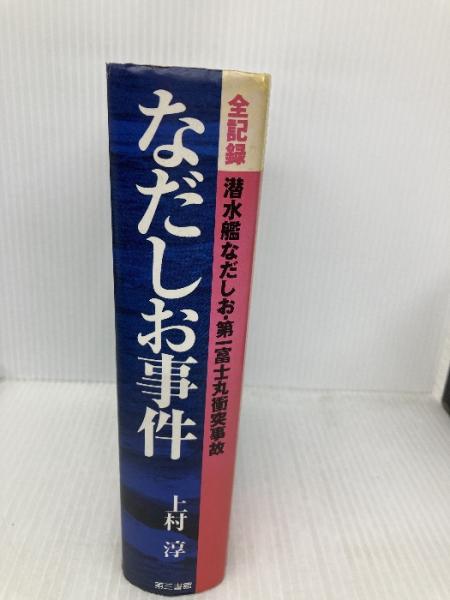 全記録
潜水艦なだしお・第一富士丸衝突事故
なだしお事件
上村 淳